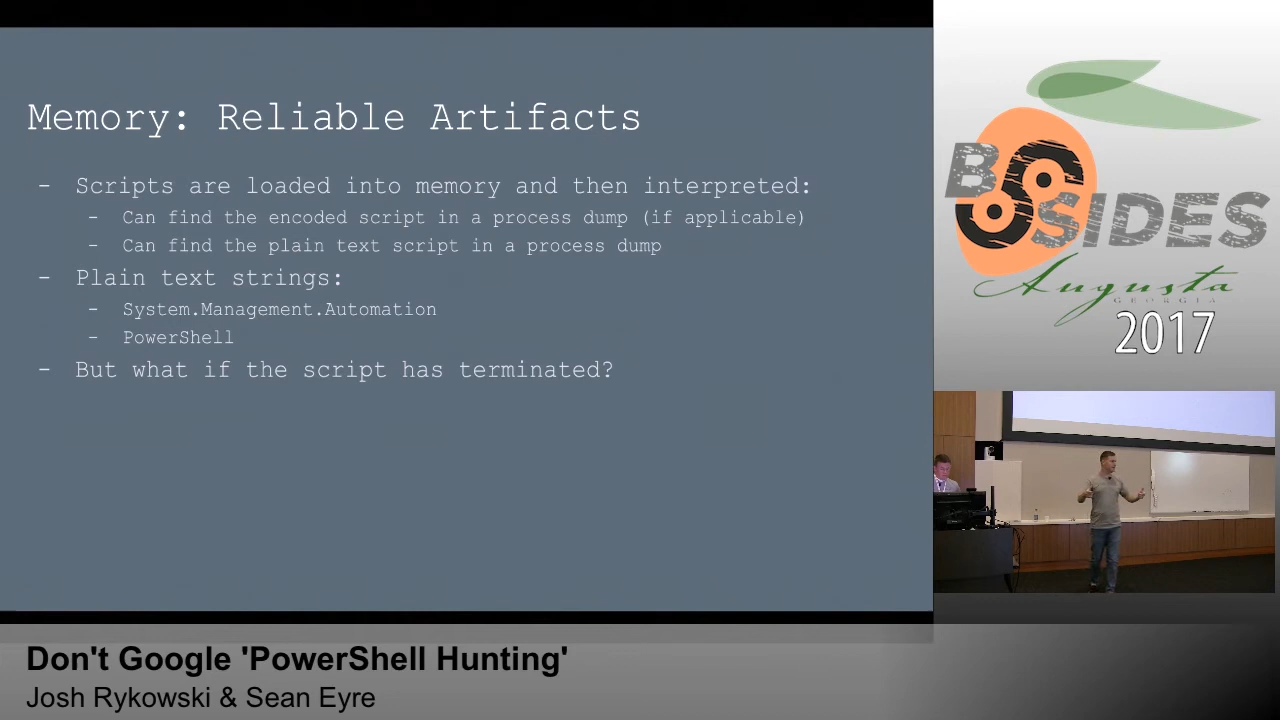 Memory: Reliable Artifacts
- Scripts are loaded into memory and then interpreted:
- Can find the encoded script in a process dump (if applicable)
- Can find the plain text script in a process dump
- Plain text strings:
- System.Management.Automation
- PowerShell
- But what if the script has terminated?
BSIDES
Augusta
GEORGIA
2017
Don't Google 'PowerShell Hunting'
Josh Rykowski & Sean Eyre